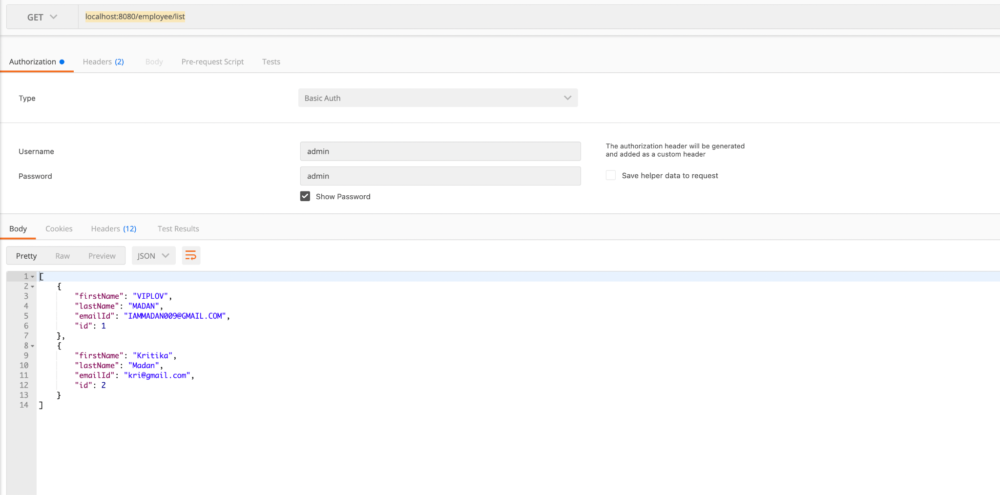 GET localhost:8080/employee/list
Authorization Headers (2) Body Pre-request Script Tests
Type Basic Auth
Username admin The authorization header will be generated
and added as a custom header
Password admin Save helper data to request
Show Password
Body Cookies Headers (12) Test Results
Pretty Raw Preview JSON
1 [
2 {
3 "firstName": "VIPLOV",
4 "lastName": "MADAN",
5 "emailId": "IAMMADAN009@GMAIL.COM",
6 "id": 1
7 },
8 {
9 "firstName": "Kritika",
10 "lastName": "Madan",
11 "emailId": "kri@gmail.com",
12 "id": 2
13 }
14 ]